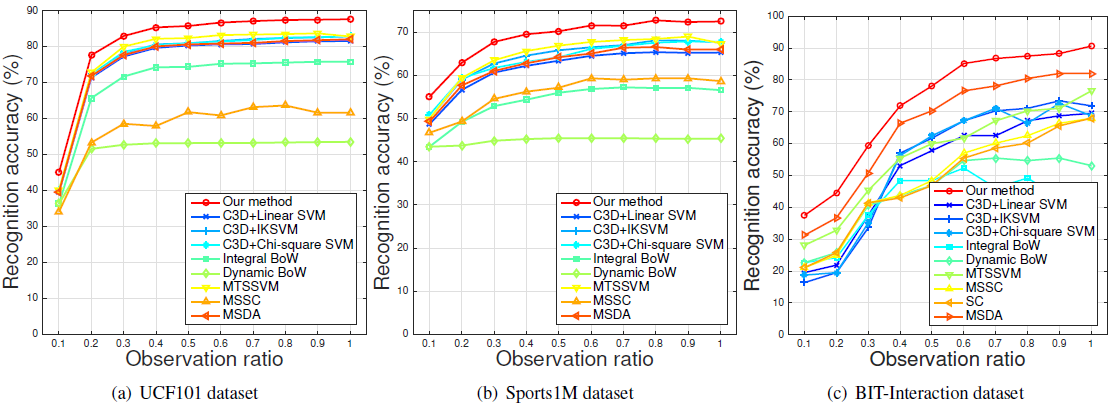 Recognition accuracy (%)
90
80
70
60
50
40
30
20
10
0
0.1 0.2 0.3 0.4 0.5 0.6 0.7 0.8 0.9 1
Observation ratio
Our method
C3D+Linear SVM
C3D+IKSVM
C3D+Chi-square SVM
Integral BoW
Dynamic BoW
MTSSVM
MSSC
MSDA
(a) UCF101 dataset
Recognition accuracy (%)
70
60
50
40
30
20
10
0
0.1 0.2 0.3 0.4 0.5 0.6 0.7 0.8 0.9 1
Observation ratio
Our method
C3D+Linear SVM
C3D+IKSVM
C3D+Chi-square SVM
Integral BoW
Dynamic BoW
MTSSVM
MSSC
MSDA
(b) Sports1M dataset
Recognition accuracy (%)
100
90
80
70
60
50
40
30
20
10
0
0.1 0.2 0.3 0.4 0.5 0.6 0.7 0.8 0.9 1
Observation ratio
Our method
C3D+Linear SVM
C3D+IKSVM
C3D+Chi-square SVM
Integral BoW
Dynamic BoW
MTSSVM
MSSC
SC
MSDA
(c) BIT-Interaction dataset